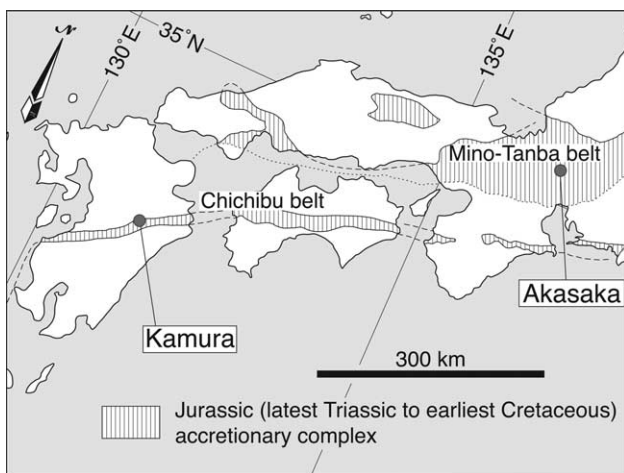 N
130°E
35°N
135°E
Mino-Tanba belt
Chichibu belt
Akasaka
Kamura
300 km
Jurassic (latest Triassic to earliest Cretaceous)
accretionary complex